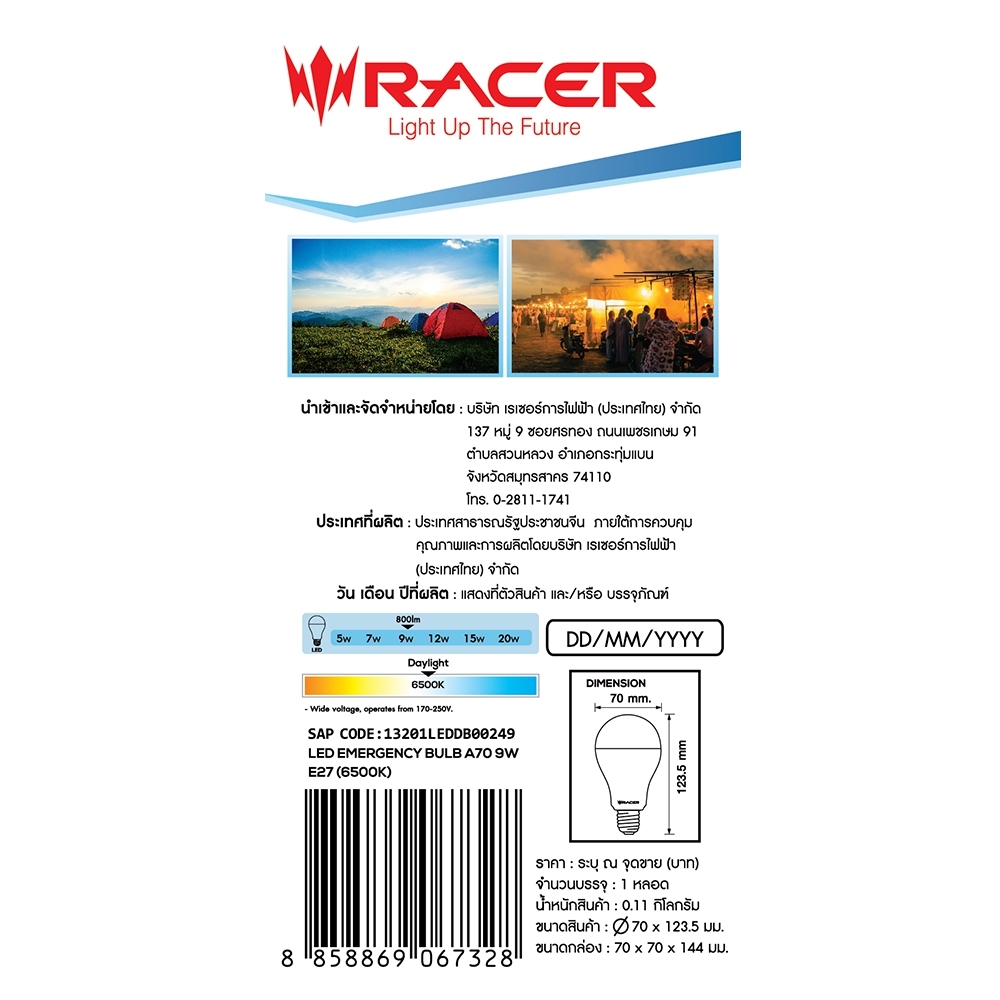 RACER
Light Up The Future
นำเข้าและจัดจำหน่ายโดย : บริษัท เรเซอร์การไฟฟ้า (ประเทศไทย) จำกัด
137 หมู่ 9 ซอยศรทอง ถนนเพชรเกษม 91
ตำบลสวนหลวง อำเภอกระทุ่มแบน
จังหวัดสมุทรสาคร 74110
โทร. 0-2811-1741
ประเทศที่ผลิต : ประเทศสาธารณรัฐประชาชนจีน ภายใต้การควบคุม
คุณภาพและการผลิตโดยบริษัท เรเซอร์การไฟฟ้า
(ประเทศไทย) จำกัด
วัน เดือน ปีที่ผลิต : แสดงที่ตัวสินค้า และ/หรือ บรรจุภัณฑ์
800lm
LED 5w 7w 9w 12w 15w 20w
DD/MM/YYYY
Daylight
6500K
- Wide voltage, operates from 170-250V.
SAP CODE:13201LEDDB00249
LED EMERGENCY BULB A70 9W
E27 (6500K)
8 858869 067328
DIMENSION
70 mm.
123.5 mm
RACER
ราคา : ระบุ ณ จุดขาย (บาท)
จำนวนบรรจุ : 1 หลอด
น้ำหนักสินค้า : 0.11 กิโลกรัม
ขนาดสินค้า : Ø 70 x 123.5 มม.
ขนาดกล่อง : 70 x 70 x 144 มม.